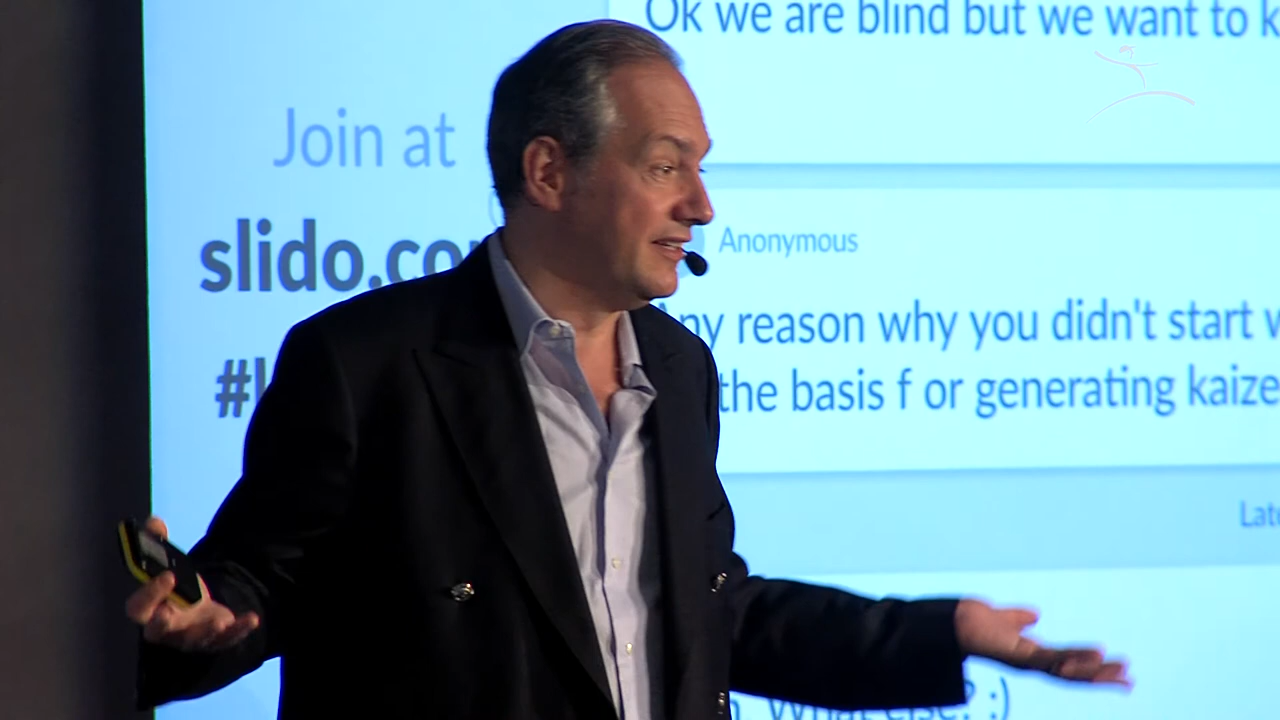 Ok we are blind but we want to
Join at
slido.co
Anonymous
Any reason why you didn't start
the basis f or generating kaize
Late
What else? :)